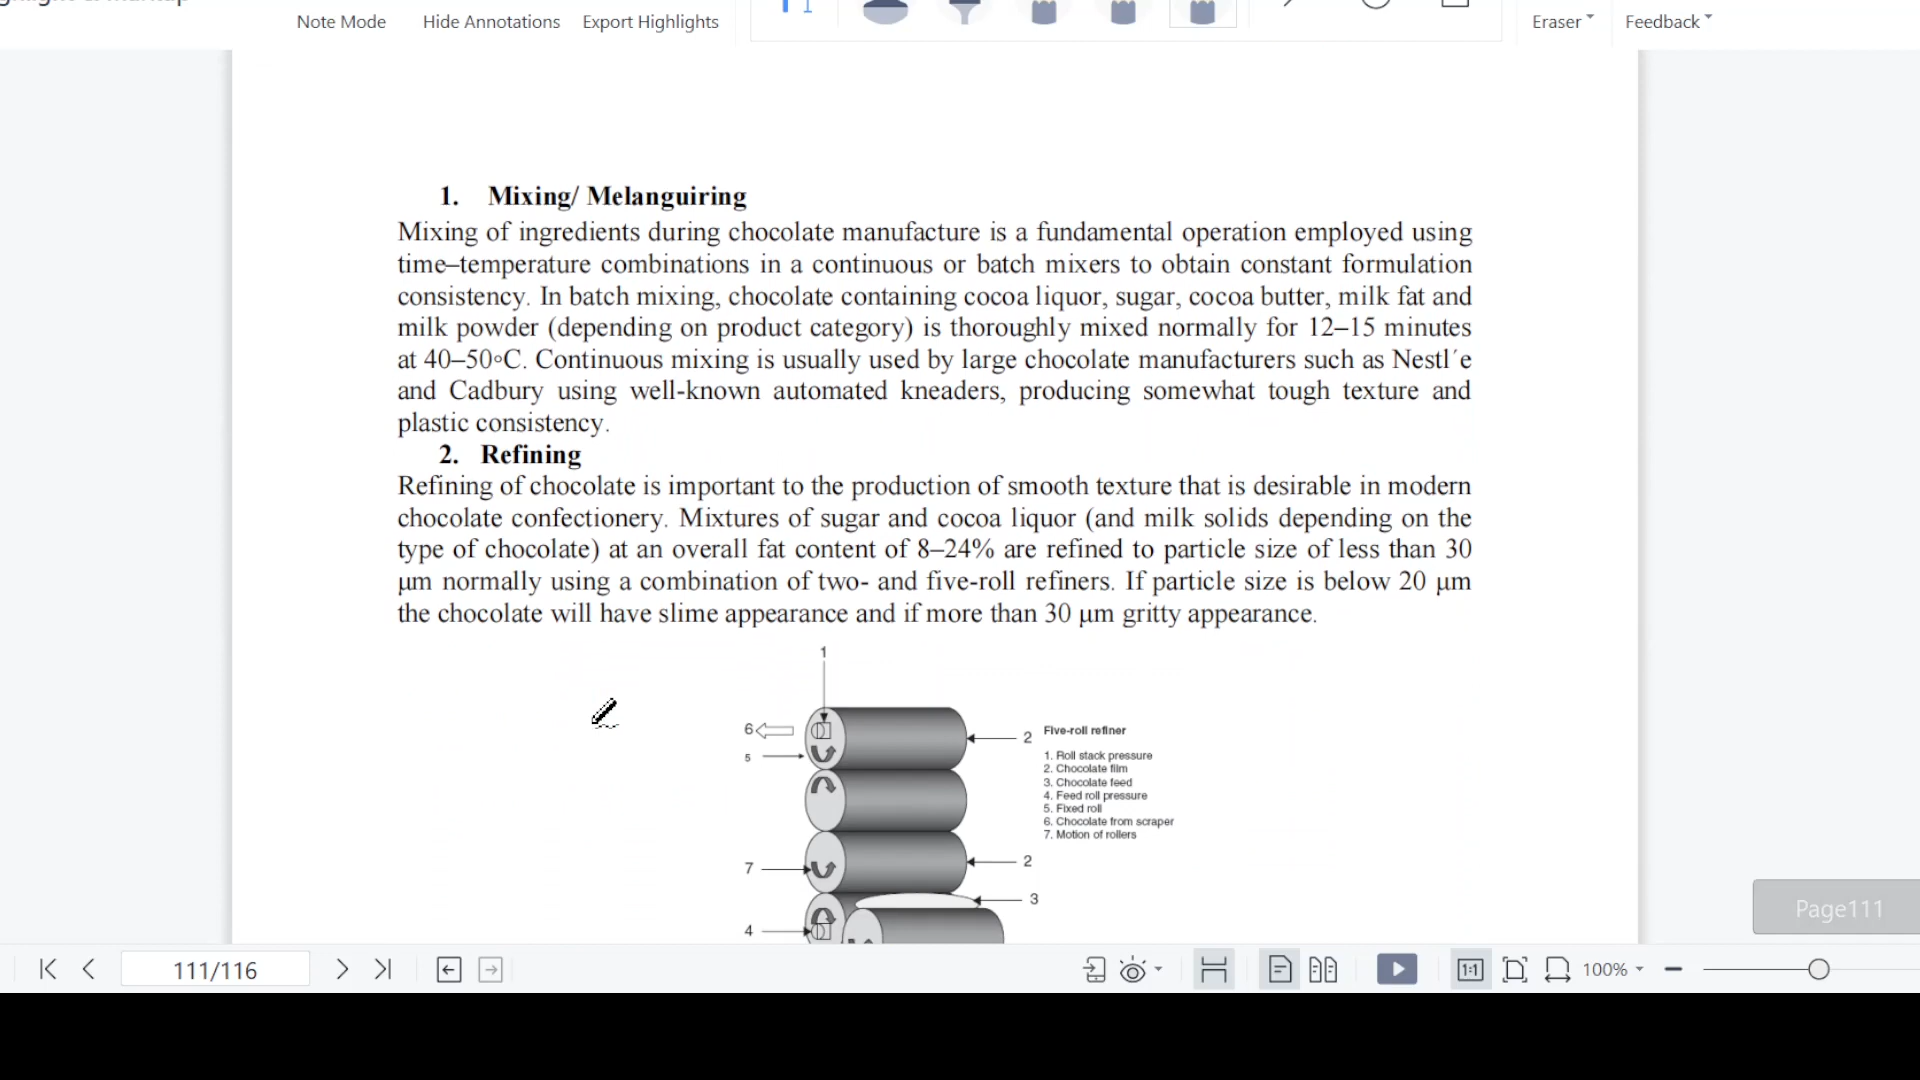 Note Mode Hide Annotations Export Highlights Eraser Feedback
1. Mixing/ Melanguiring
Mixing of ingredients during chocolate manufacture is a fundamental operation employed using
time–temperature combinations in a continuous or batch mixers to obtain constant formulation
consistency. In batch mixing, chocolate containing cocoa liquor, sugar, cocoa butter, milk fat and
milk powder (depending on product category) is thoroughly mixed normally for 12–15 minutes
at 40–50◦C. Continuous mixing is usually used by large chocolate manufacturers such as Nestl´e
and Cadbury using well-known automated kneaders, producing somewhat tough texture and
plastic consistency.
2. Refining
Refining of chocolate is important to the production of smooth texture that is desirable in modern
chocolate confectionery. Mixtures of sugar and cocoa liquor (and milk solids depending on the
type of chocolate) at an overall fat content of 8–24% are refined to particle size of less than 30
µm normally using a combination of two- and five-roll refiners. If particle size is below 20 µm
the chocolate will have slime appearance and if more than 30 µm gritty appearance.
1
6
5
2
7
2
3
4
Five-roll refiner
1. Roll stack pressure
2. Chocolate film
3. Chocolate feed
4. Feed roll pressure
5. Fixed roll
6. Chocolate from scraper
7. Motion of rollers
Page111
111/116 1:1 100%